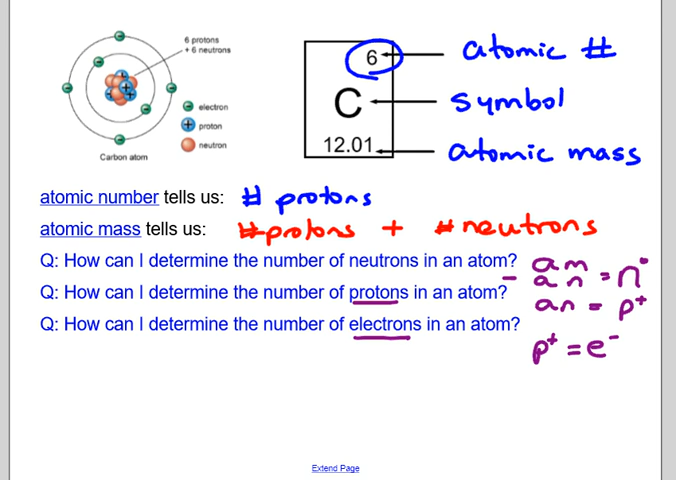 6 protons
+ 6 neutrons
electron
proton
neutron
Carbon atom
6
C
12.01
atomic #
symbol
atomic mass
atomic number tells us: # protons
atomic mass tells us: # protons + # neutrons
Q: How can I determine the number of neutrons in an atom?
am
- an = n°
Q: How can I determine the number of protons in an atom?
an = p+
Q: How can I determine the number of electrons in an atom?
p+ = e-
Extend Page